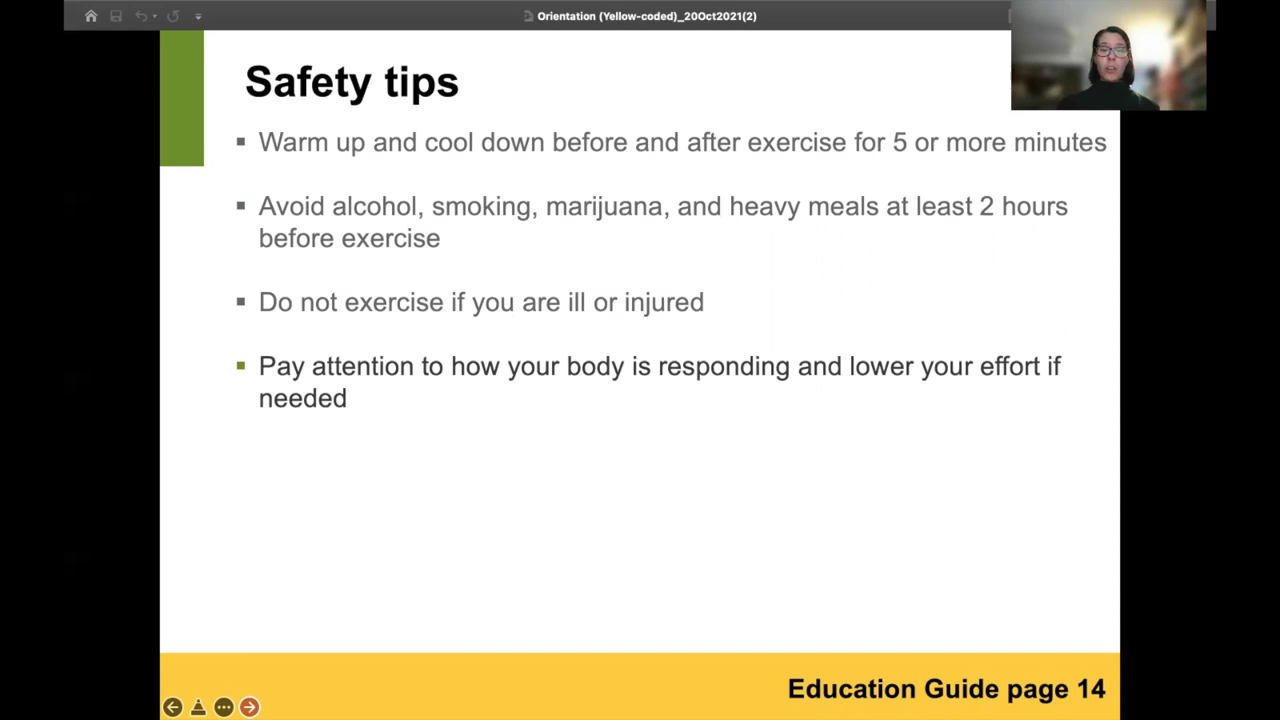 Orientation (Yellow-coded)_20Oct2021(2)
Safety tips
▪ Warm up and cool down before and after exercise for 5 or more minutes
▪ Avoid alcohol, smoking, marijuana, and heavy meals at least 2 hours
before exercise
▪ Do not exercise if you are ill or injured
▪ Pay attention to how your body is responding and lower your effort if
needed
Education Guide page 14